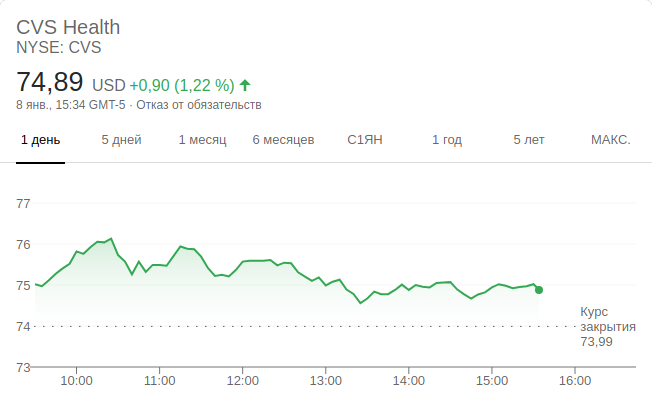 CVS Health
NYSE: CVS
74,89 USD +0,90 (1,22 %)
8 янв., 15:34 GMT-5 · Отказ от обязательств
1 день 5 дней 1 месяц 6 месяцев С1ЯН 1 год 5 лет МАКС.
77
76
75
74
73
Курс
закрытия
73,99
10:00 11:00 12:00 13:00 14:00 15:00 16:00